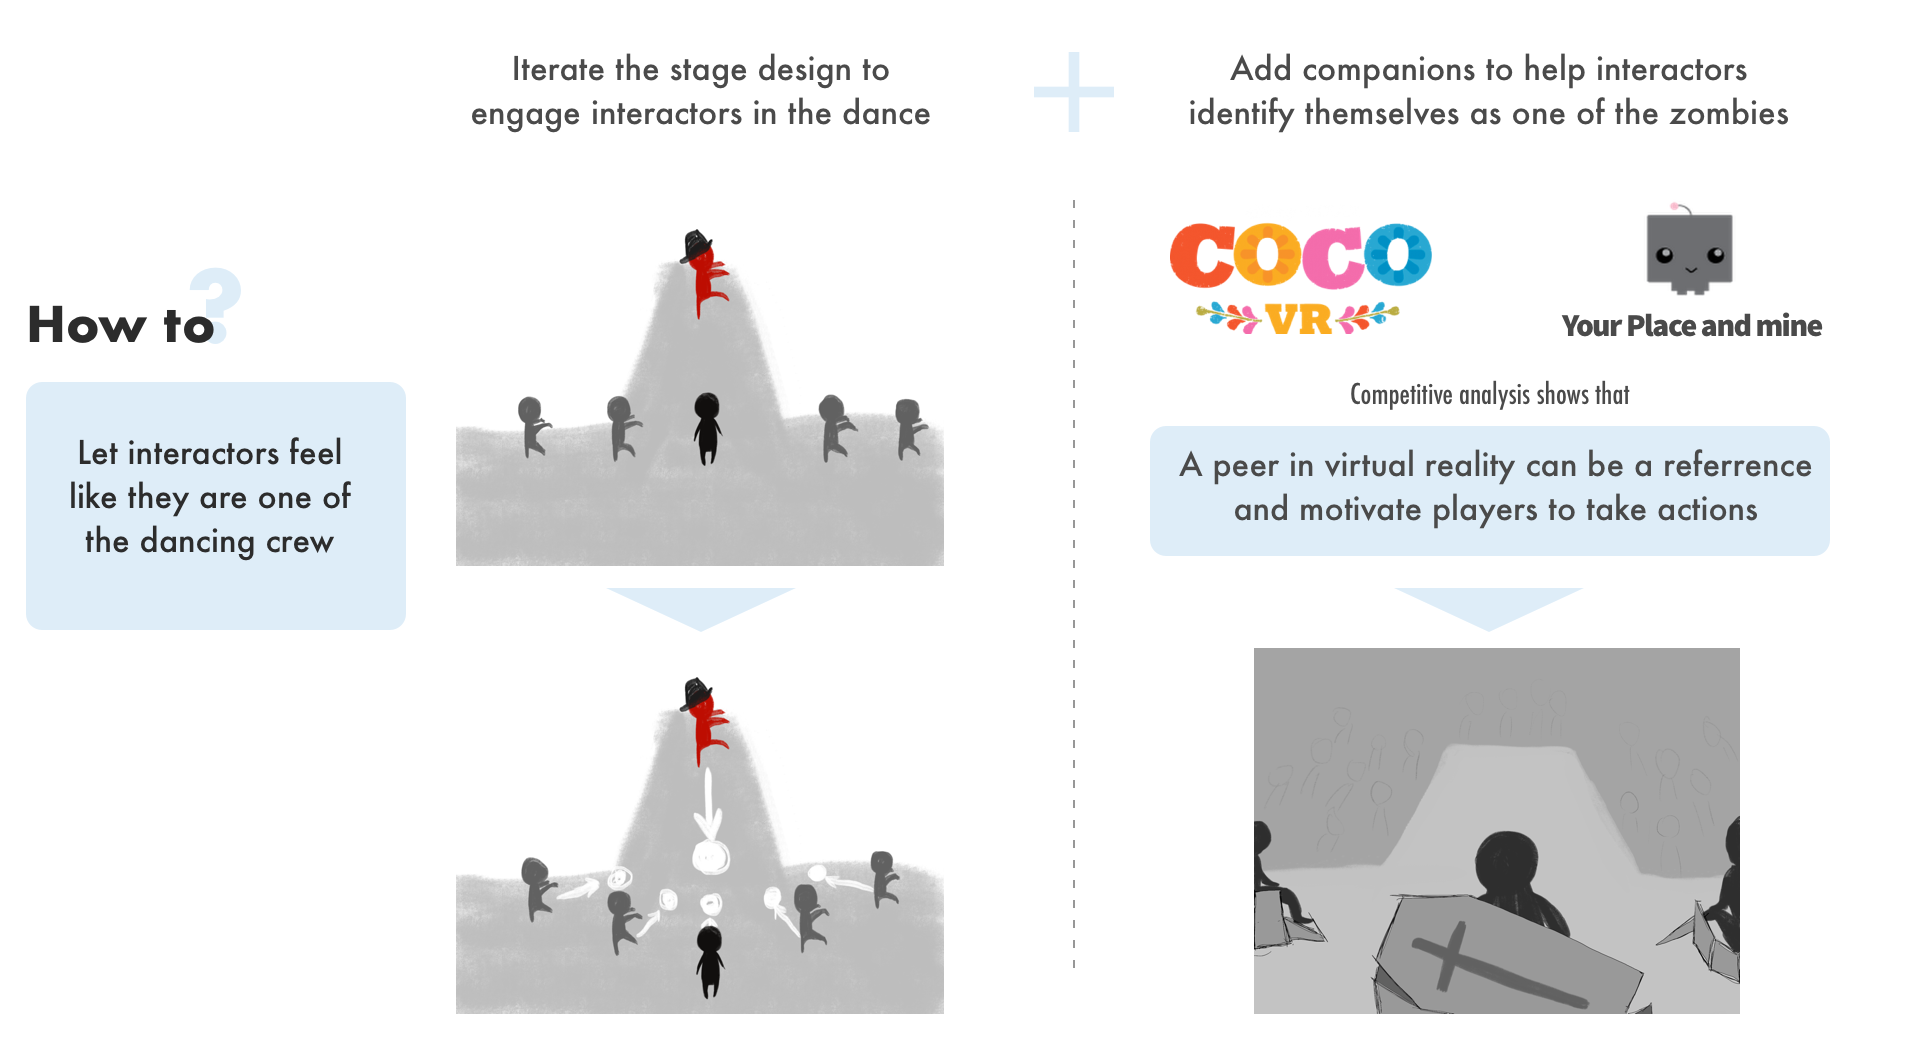 How to?
Let interactors feel
like they are one of
the dancing crew
Iterate the stage design to
engage interactors in the dance
Add companions to help interactors
identify themselves as one of the zombies
COCO
VR
Your Place and mine
Competitive analysis shows that
A peer in virtual reality can be a referrence
and motivate players to take actions